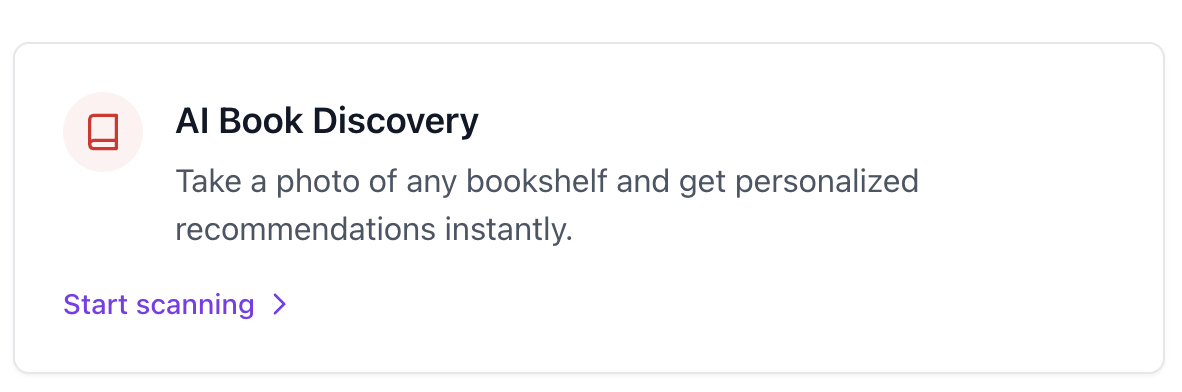 AI Book Discovery
Take a photo of any bookshelf and get personalized
recommendations instantly.
Start scanning